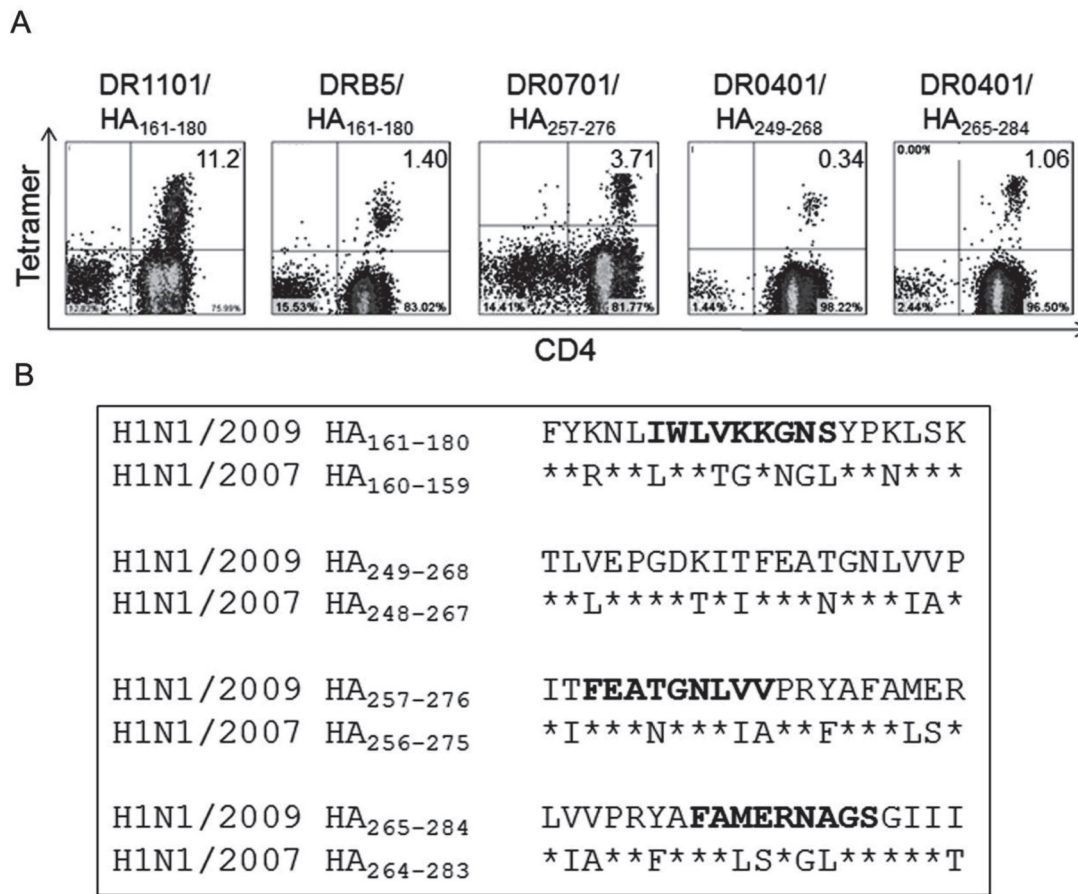 A
DR1101/ DRB5/ DR0701/ DR0401/ DR0401/
HA161-180 HA161-180 HA257-276 HA249-268 HA265-284
11.2 1.40 3.71 0.34 0.00% 1.06
Tetramer
75.99% 15.53% 83.02% 14.41% 81.77% 1.44% 98.22% 2.44% 96.50%
CD4
B
H1N1/2009 HA161-180 FYKNLIWLVKKGNSYPKLSK
H1N1/2007 HA160-159 **R**L**TG*NGL**N***
H1N1/2009 HA249-268 TLVEPGDKITFEATGNLVVP
H1N1/2007 HA248-267 **L****T*I***N***IA*
H1N1/2009 HA257-276 ITFEATGNLVVPRYAFAMER
H1N1/2007 HA256-275 *I***N***IA**F***LS*
H1N1/2009 HA265-284 LVVPRYAFAMERNAGSGIII
H1N1/2007 HA264-283 *IA**F***LS*GL*****T